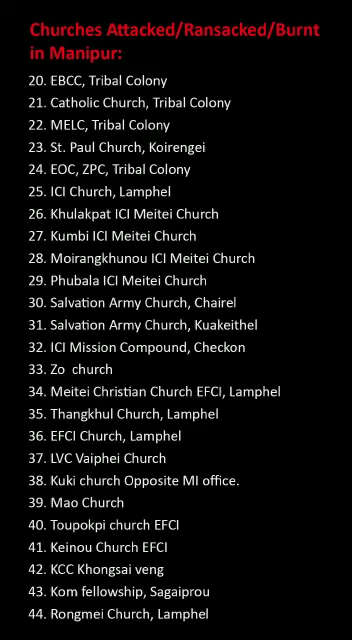 Churches Attacked/Ransacked/Burnt
in Manipur:
20. EBCC, Tribal Colony
21. Catholic Church, Tribal Colony
22. MELC, Tribal Colony
23. St. Paul Church, Koirengei
24. EOC, ZPC, Tribal Colony
25. ICI Church, Lamphel
26. Khulakpat ICI Meitei Church
27. Kumbi ICI Meitei Church
28. Moirangkhunou ICI Meitei Church
29. Phubala ICI Meitei Church
30. Salvation Army Church, Chairel
31. Salvation Army Church, Kuakeithel
32. ICI Mission Compound, Checkon
33. Zo church
34. Meitei Christian Church EFCI, Lamphel
35. Thangkhul Church, Lamphel
36. EFCI Church, Lamphel
37. LVC Vaiphei Church
38. Kuki church Opposite MI office.
39. Mao Church
40. Toupokpi church EFCI
41. Keinou Church EFCI
42. KCC Khongsai veng
43. Kom fellowship, Sagaiprou
44. Rongmei Church, Lamphel